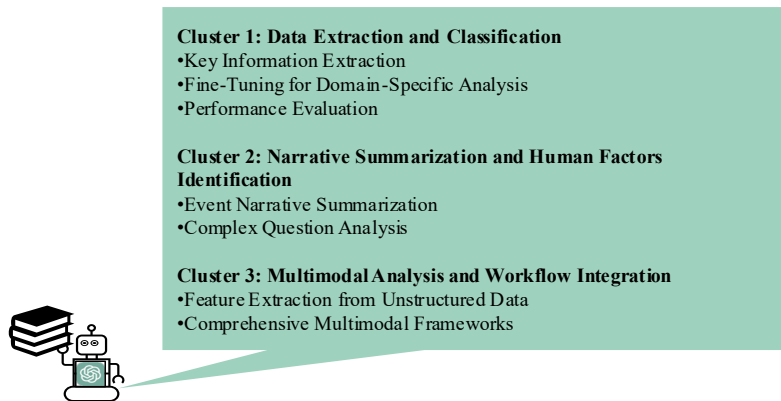 Cluster 1: Data Extraction and Classification
•Key Information Extraction
•Fine-Tuning for Domain-Specific Analysis
•Performance Evaluation
Cluster 2: Narrative Summarization and Human Factors
Identification
•Event Narrative Summarization
•Complex Question Analysis
Cluster 3: Multimodal Analysis and Workflow Integration
•Feature Extraction from Unstructured Data
•Comprehensive Multimodal Frameworks